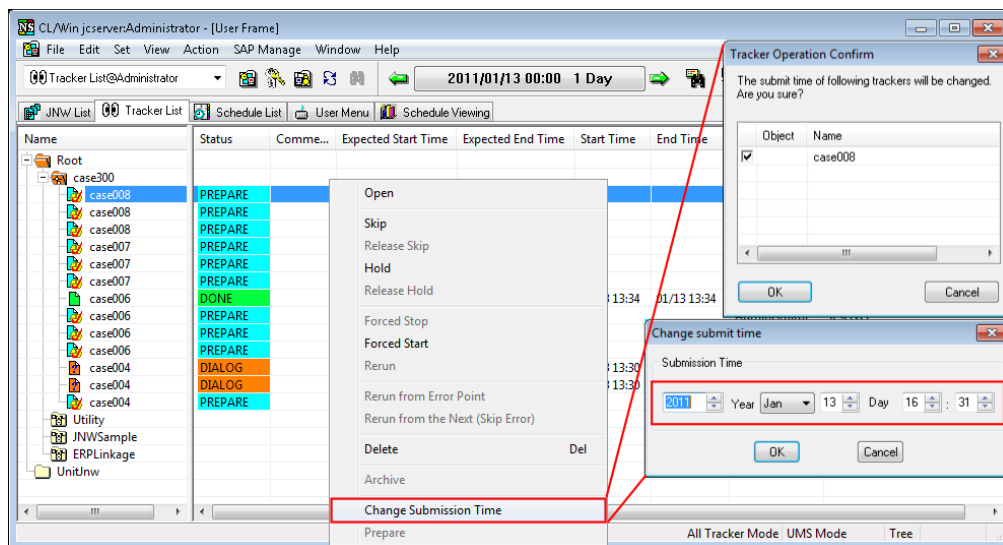 CL/Win jcserver:Administrator - [User Frame]
File Edit Set View Action SAP Manage Window Help
Tracker List@Administrator 2011/01/13 00:00 1 Day
JNW List Tracker List Schedule List User Menu Schedule Viewing
Name Status Comme... Expected Start Time Expected End Time Start Time End Time
Root
case300
case008 PREPARE
case008 PREPARE
case008 PREPARE
case007 PREPARE
case007 PREPARE
case007 PREPARE
case006 DONE 13:34 01/13 13:34
case006 PREPARE
case006 PREPARE
case006 PREPARE
case004 DIALOG 13:30
case004 DIALOG 13:30
case004 PREPARE
Utility
JNWSample
ERPLinkage
UnitJnw
Open
Skip
Release Skip
Hold
Release Hold
Forced Stop
Forced Start
Rerun
Rerun from Error Point
Rerun from the Next (Skip Error)
Delete Del
Archive
Change Submission Time
Prepare
All Tracker Mode UMS Mode Tree
Tracker Operation Confirm
The submit time of following trackers will be changed.
Are you sure?
Object Name
case008
OK Cancel
Change submit time
Submission Time
2011 Year Jan 13 Day 16 : 31
OK Cancel